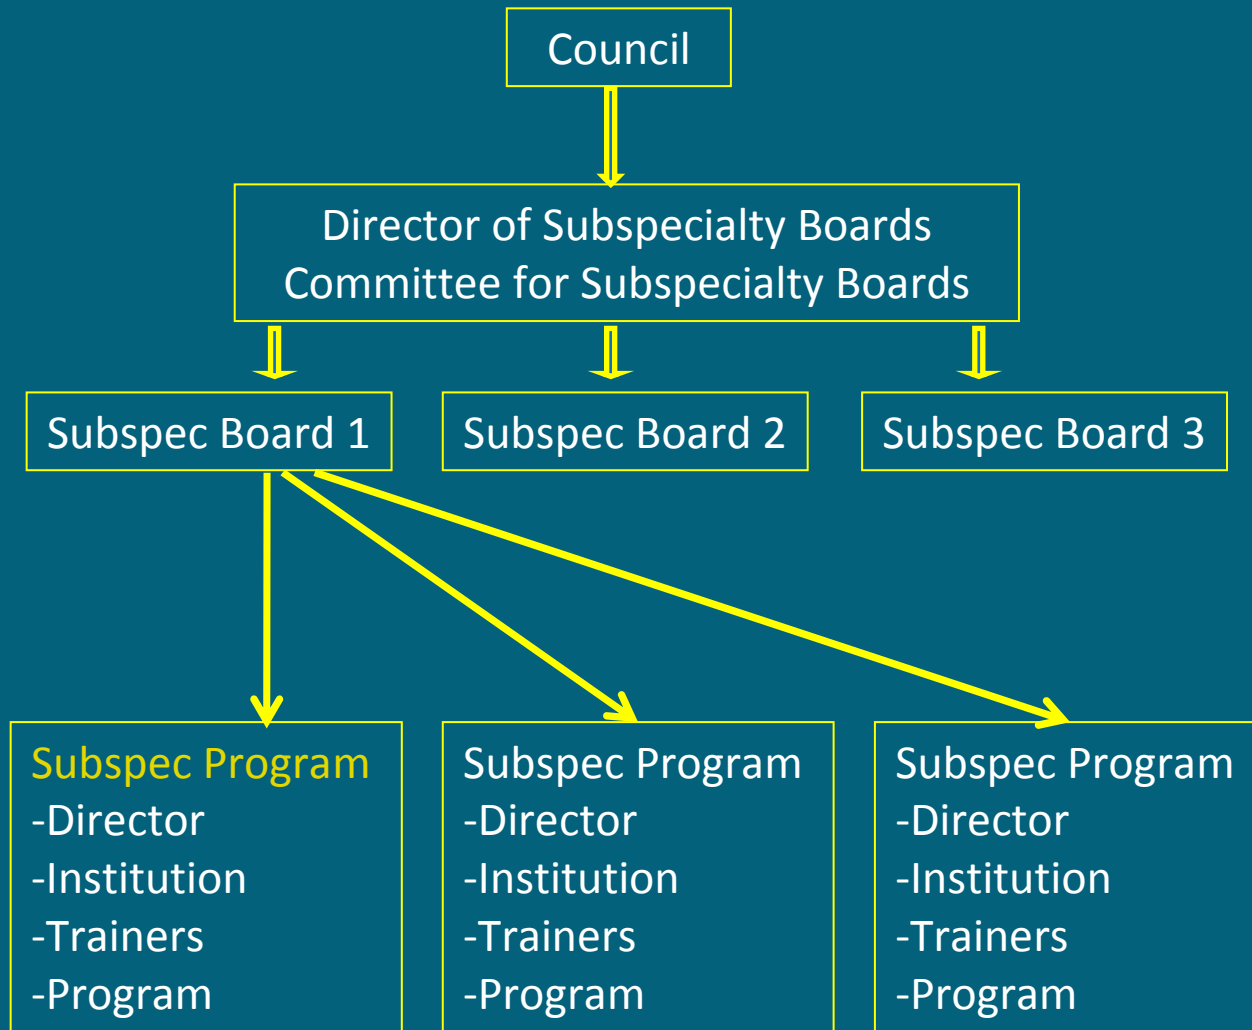 Council
Director of Subspecialty Boards
Committee for Subspecialty Boards
Subspec Board 1
Subspec Board 2
Subspec Board 3
Subspec Program
-Director
-Institution
-Trainers
-Program
Subspec Program
-Director
-Institution
-Trainers
-Program
Subspec Program
-Director
-Institution
-Trainers
-Program